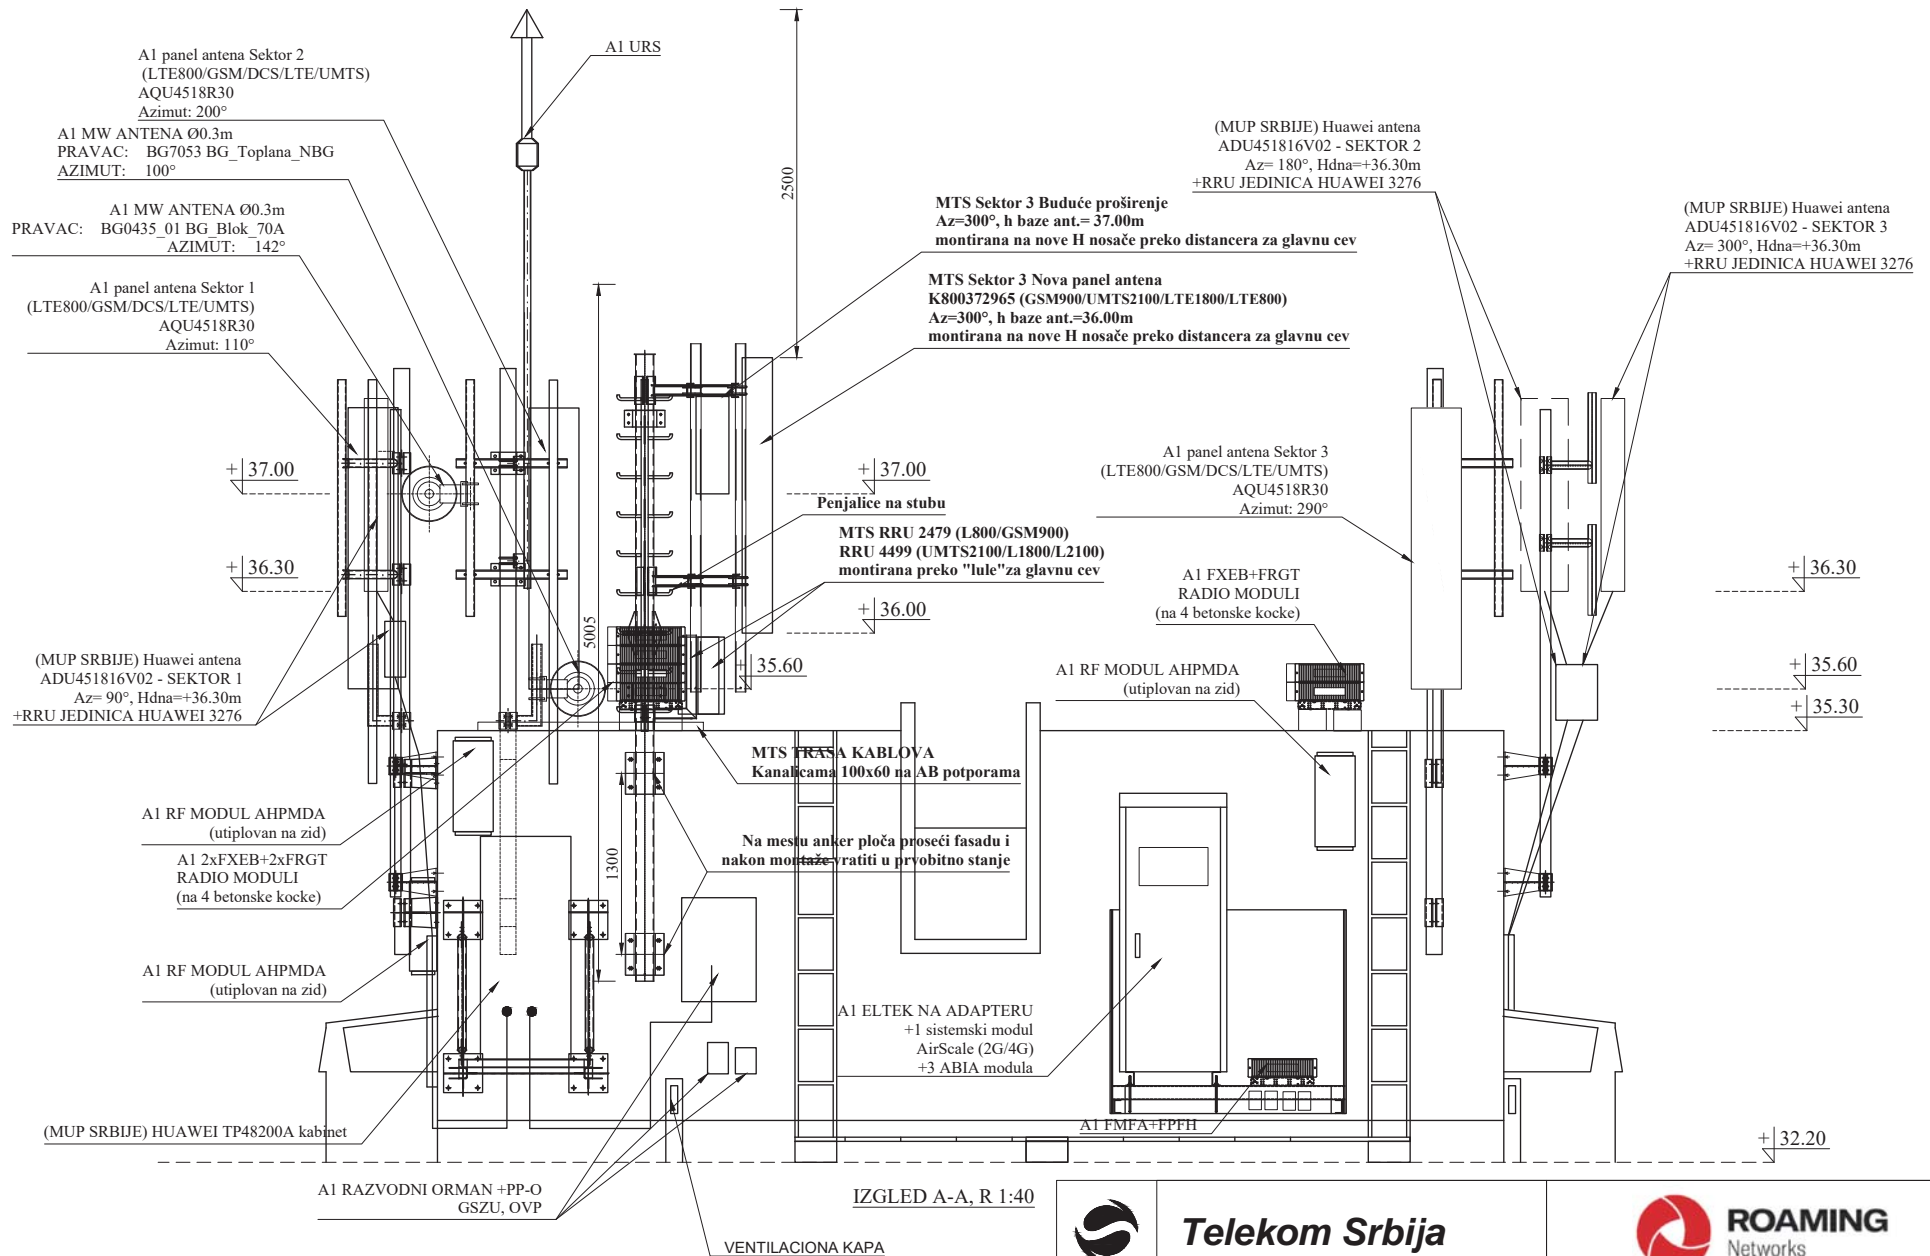 A1 panel antena Sektor 2
(LTE800/GSM/DCS/LTE/UMTS)
AQU4518R30
Azimut: 200°
A1 MW ANTENA Ø0.3m
PRAVAC: BG7053 BG_Toplana_NBG
AZIMUT: 100°
A1 MW ANTENA Ø0.3m
PRAVAC: BG0435_01 BG_Blok_70A
AZIMUT: 142°
A1 panel antena Sektor 1
(LTE800/GSM/DCS/LTE/UMTS)
AQU4518R30
Azimut: 110°
A1 URS
2500
MTS Sektor 3 Buduće proširenje
Az=300°, h baze ant.= 37.00m
montirana na nove H nosače preko distancera za glavnu cev
MTS Sektor 3 Nova panel antena
K800372965 (GSM900/UMTS2100/LTE1800/LTE800)
Az=300°, h baze ant.=36.00m
montirana na nove H nosače preko distancera za glavnu cev
(MUP SRBIJE) Huawei antena
ADU451816V02 - SEKTOR 2
Az= 180°, Hdna=+36.30m
+RRU JEDINICA HUAWEI 3276
(MUP SRBIJE) Huawei antena
ADU451816V02 - SEKTOR 3
Az= 300°, Hdna=+36.30m
+RRU JEDINICA HUAWEI 3276
+ 37.00
+ 36.30
+ 37.00
Penjalice na stubu
MTS RRU 2479 (L800/GSM900)
RRU 4499 (UMTS2100/L1800/L2100)
montirana preko "lule"za glavnu cev
+ 36.00
+ 35.60
5005
A1 panel antena Sektor 3
(LTE800/GSM/DCS/LTE/UMTS)
AQU4518R30
Azimut: 290°
A1 FXEB+FRGT
RADIO MODULI
(na 4 betonske kocke)
A1 RF MODUL AHPMDA
(utiplovan na zid)
+ 36.30
+ 35.60
+ 35.30
(MUP SRBIJE) Huawei antena
ADU451816V02 - SEKTOR 1
Az= 90°, Hdna=+36.30m
+RRU JEDINICA HUAWEI 3276
MTS TRASA KABLOVA
Kanalicama 100x60 na AB potporama
A1 RF MODUL AHPMDA
(utiplovan na zid)
A1 2xFXEB+2xFRGT
RADIO MODULI
(na 4 betonske kocke)
1300
Na mestu anker ploča proseći fasadu i
nakon montaže vratiti u prvobitno stanje
A1 RF MODUL AHPMDA
(utiplovan na zid)
A1 ELTEK NA ADAPTERU
+1 sistemski modul
AirScale (2G/4G)
+3 ABIA modula
A1 FMFA+FPFH
(MUP SRBIJE) HUAWEI TP48200A kabinet
+ 32.20
A1 RAZVODNI ORMAN +PP-O
GSZU, OVP
VENTILACIONA KAPA
IZGLED A-A, R 1:40
Telekom Srbija
ROAMING
Networks